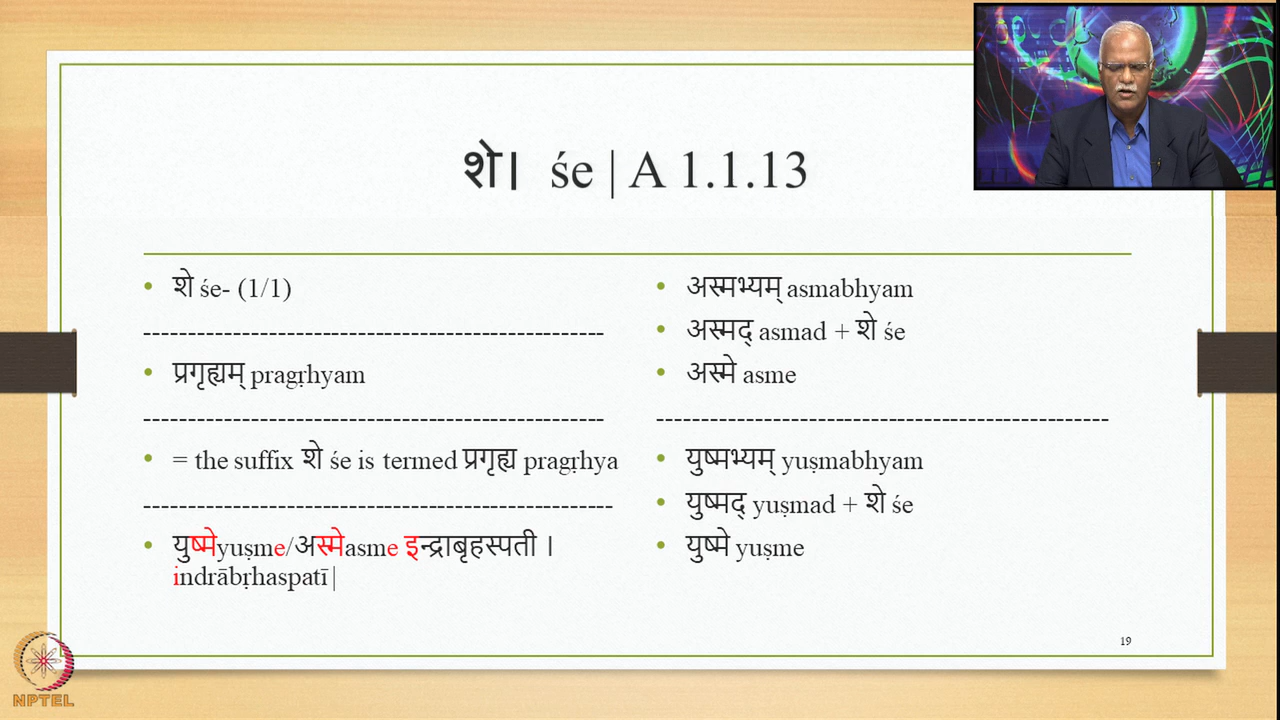 शे। śe | A 1.1.13
• शे śe- (1/1)
-----------------------------------------------------
• प्रगृह्यम् pragṛhyam
-----------------------------------------------------
• = the suffix शे śe is termed प्रगृह्य pragṛhya
------------------------------------------------------
• युष्मेyuṣme/अस्मेasme इन्द्राबृहस्पती ।
indrābṛhaspatī|
• अस्मभ्यम् asmabhyam
• अस्मद् asmad + शे śe
• अस्मे asme
----------------------------------------------------
• युष्मभ्यम् yuṣmabhyam
• युष्मद् yuṣmad + शे śe
• युष्मे yuṣme
19
NPTEL